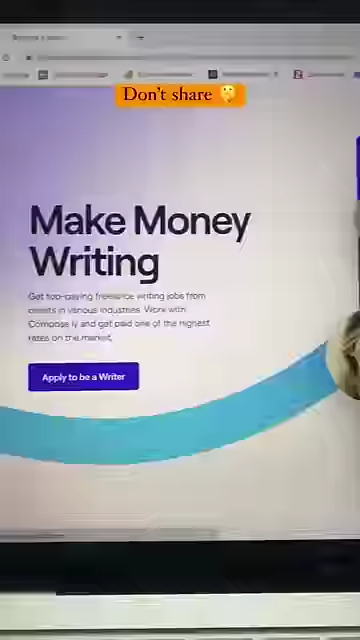 Don't share 🤫
Make Money
Writing
Get top-paying freelance writing jobs from
clients in various industries. Work with
Compose.ly and get paid one of the highest
rates on the market.
Apply to be a Writer